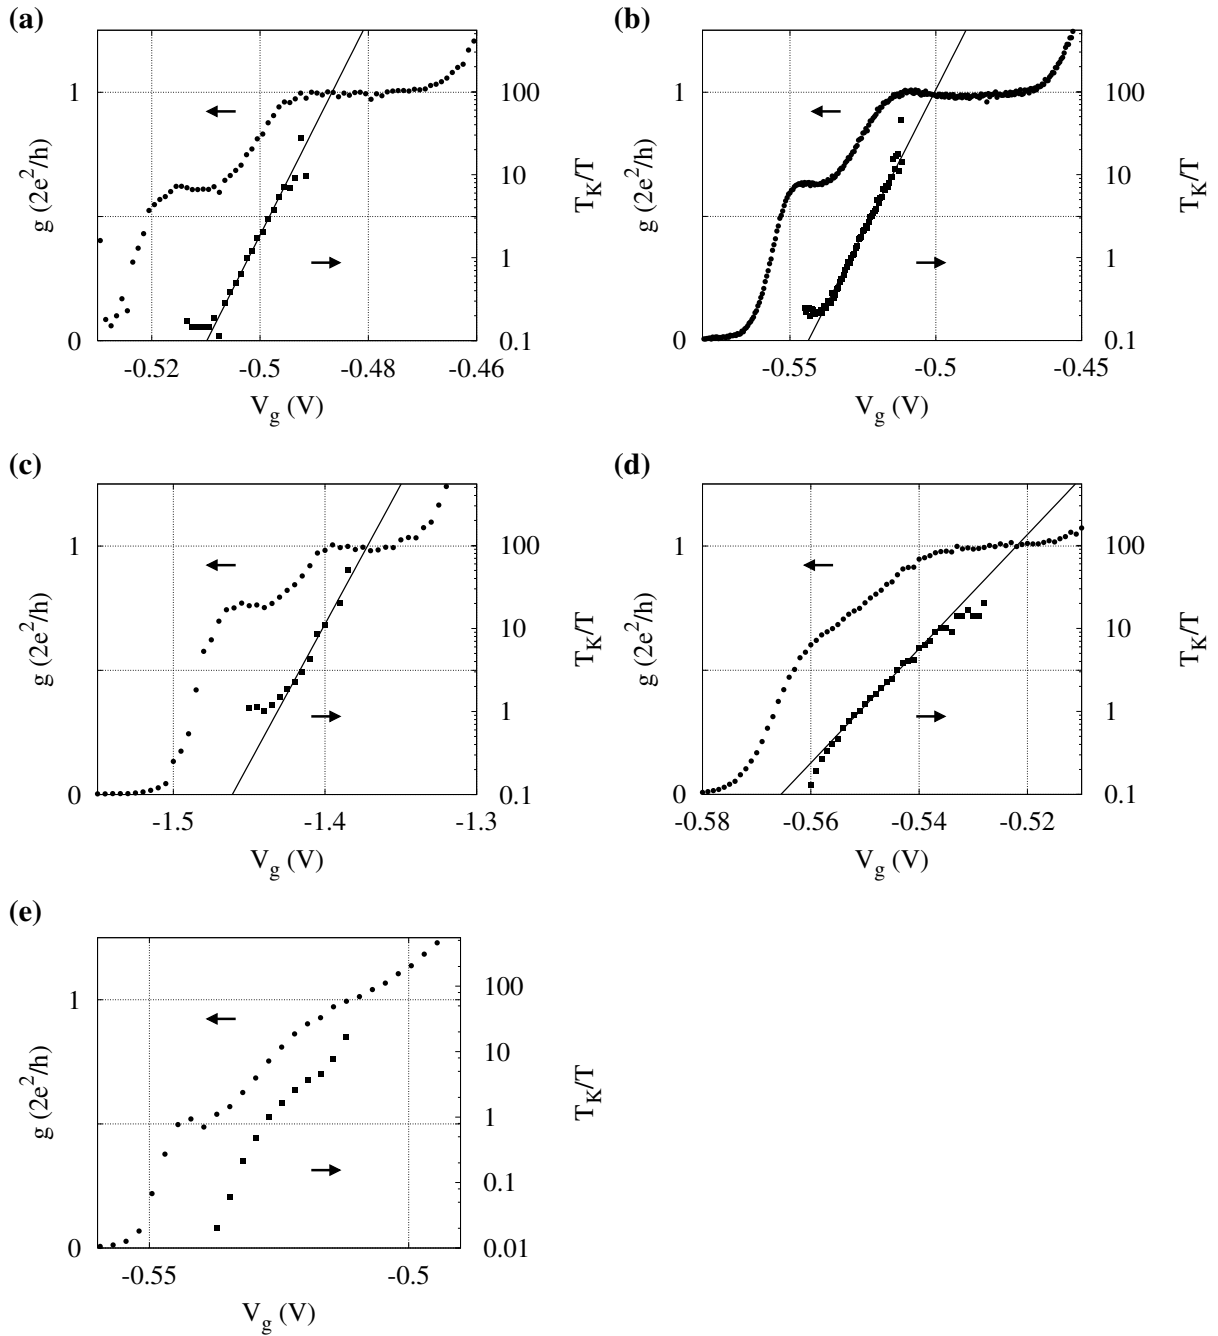 (a)
g (2e²/h)
1
0
100
10
1
0.1
T_K/T
-0.52
-0.5
-0.48
-0.46
V_g (V)
(b)
g (2e²/h)
1
0
100
10
1
0.1
T_K/T
-0.55
-0.5
-0.45
V_g (V)
(c)
g (2e²/h)
1
0
100
10
1
0.1
T_K/T
-1.5
-1.4
-1.3
V_g (V)
(d)
g (2e²/h)
1
0
100
10
1
0.1
T_K/T
-0.58
-0.56
-0.54
-0.52
V_g (V)
(e)
g (2e²/h)
1
0
100
10
1
0.1
0.01
T_K/T
-0.55
-0.5
V_g (V)